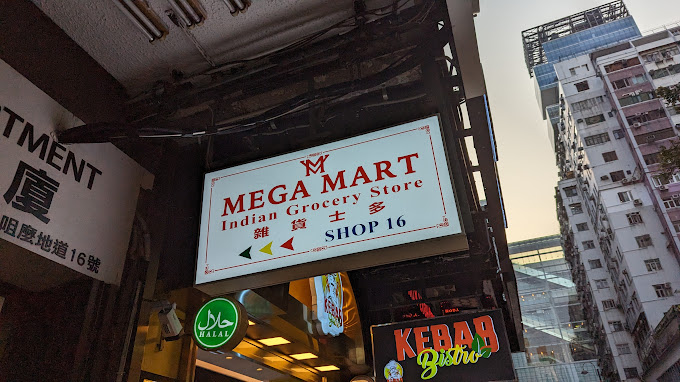 TMENT
廈
咀麼地道16號
MEGA MART
Indian Grocery Store
雜貨士多
SHOP 16
حلال
HALAL
KEBAB
Bistro